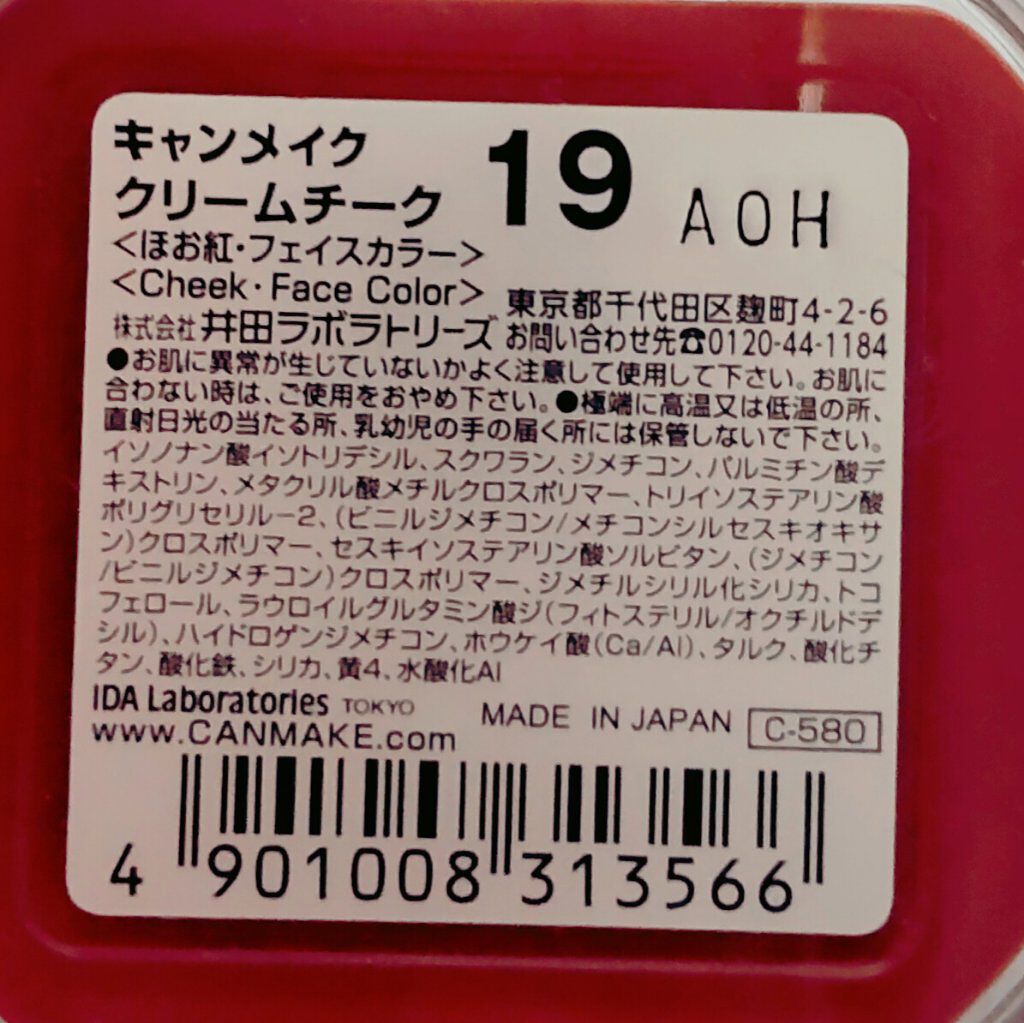 キャンメイク
クリームチーク
19
AOH
<ほお紅・フェイスカラー>
<Cheek・Face Color>
東京都千代田区麹町4-2-6
株式会社 井田ラボラトリーズ お問い合わせ先☎0120-44-1184
●お肌に異常が生じていないかよく注意して使用して下さい。お肌に
合わない時は、ご使用をおやめ下さい。●極端に高温又は低温の所、
直射日光の当たる所、乳幼児の手の届く所には保管しないで下さい。
イソノナン酸イソトリデシル、スクワラン、ジメチコン、パルミチン酸デ
キストリン、メタクリル酸メチルクロスポリマー、トリイソステアリン酸
ポリグリセリル-2、(ビニルジメチコン/メチコンシルセスキオキサ
ン)クロスポリマー、セスキイソステアリン酸ソルビタン、(ジメチコン
/ビニルジメチコン)クロスポリマー、ジメチルシリル化シリカ、トコ
フェロール、ラウロイルグルタミン酸ジ(フィトステリル/オクチルドデ
シル)、ハイドロゲンジメチコン、ホウケイ酸(Ca/Al)、タルク、酸化チ
タン、酸化鉄、シリカ、黄4、水酸化Al
IDA Laboratories TOKYO
www.CANMAKE.com
MADE IN JAPAN C-580
4 901008 313566